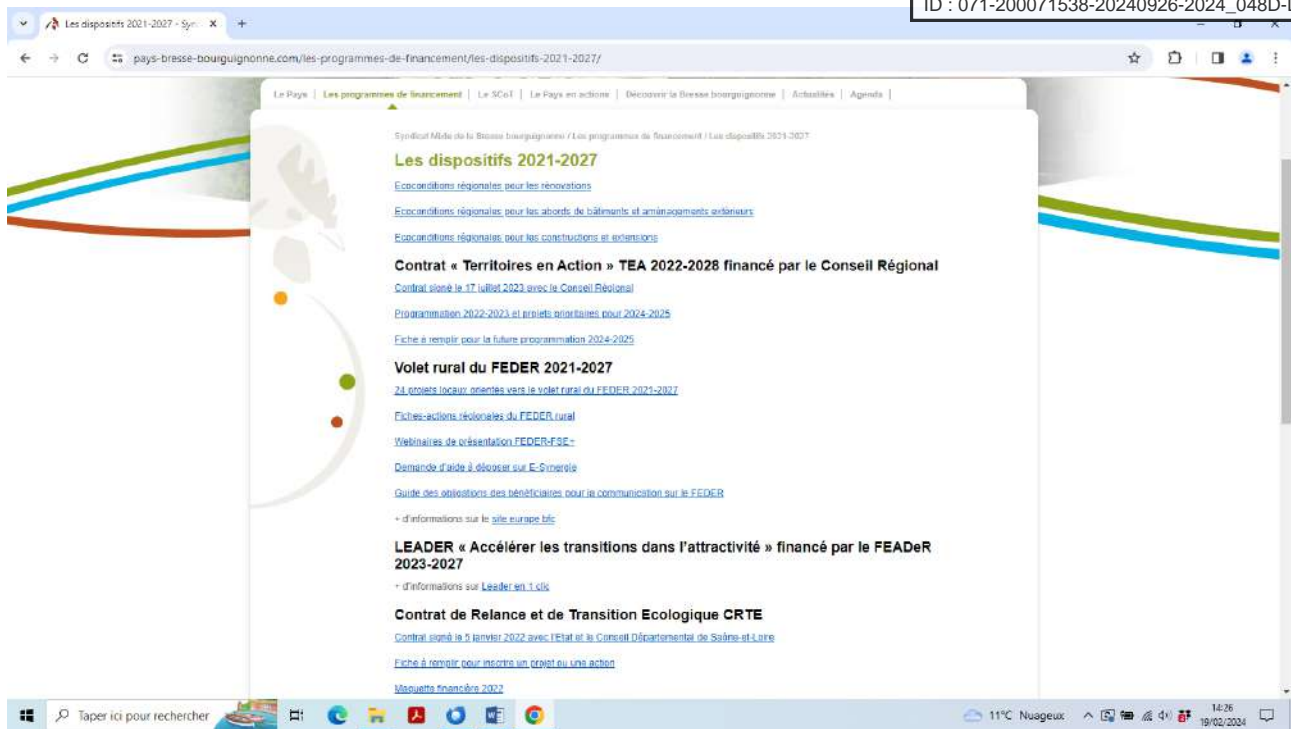 ID : 071-200071538-20240926-2024_048D-
Les dispositifs 2021-2027 - Syn
pays-bresse-bourguignonne.com/les-programmes-de-financement/les-dispositifs-2021-2027/
Le Pays | Les programmes de financement | Le SCoT | Le Pays en actions | Découvrir la Bresse bourguignonne | Actualités | Agenda |
Syndicat Mixte de la Bresse bourguignonne / Les programmes de financement / Les dispositifs 2021-2027
Les dispositifs 2021-2027
Ecoconditions régionales pour les rénovations
Ecoconditions régionales pour les abords de bâtiments et aménagements extérieurs
Ecoconditions régionales pour les constructions et extensions
Contrat « Territoires en Action » TEA 2022-2028 financé par le Conseil Régional
Contrat signé le 17 juillet 2023 avec le Conseil Régional
Programmation 2022-2023 et projets prioritaires pour 2024-2025
Fiche à remplir pour la future programmation 2024-2025
Volet rural du FEDER 2021-2027
24 projets locaux orientés vers le volet rural du FEDER 2021-2027
Fiches-actions régionales du FEDER rural
Webinaires de présentation FEDER-FSE+
Demande d'aide à déposer sur E-Synergie
Guide des obligations des bénéficiaires pour la communication sur le FEDER
+ d'informations sur le site europe bfc
LEADER « Accélérer les transitions dans l'attractivité » financé par le FEADeR
2023-2027
+ d'informations sur Leader en 1 clic
Contrat de Relance et de Transition Ecologique CRTE
Contrat signé le 5 janvier 2022 avec l'Etat et le Conseil Départemental de Saône-et-Loire
Fiche à remplir pour inscrire un projet ou une action
Maquette financière 2022
Taper ici pour rechercher
11°C Nuageux
14:26
19/02/2024